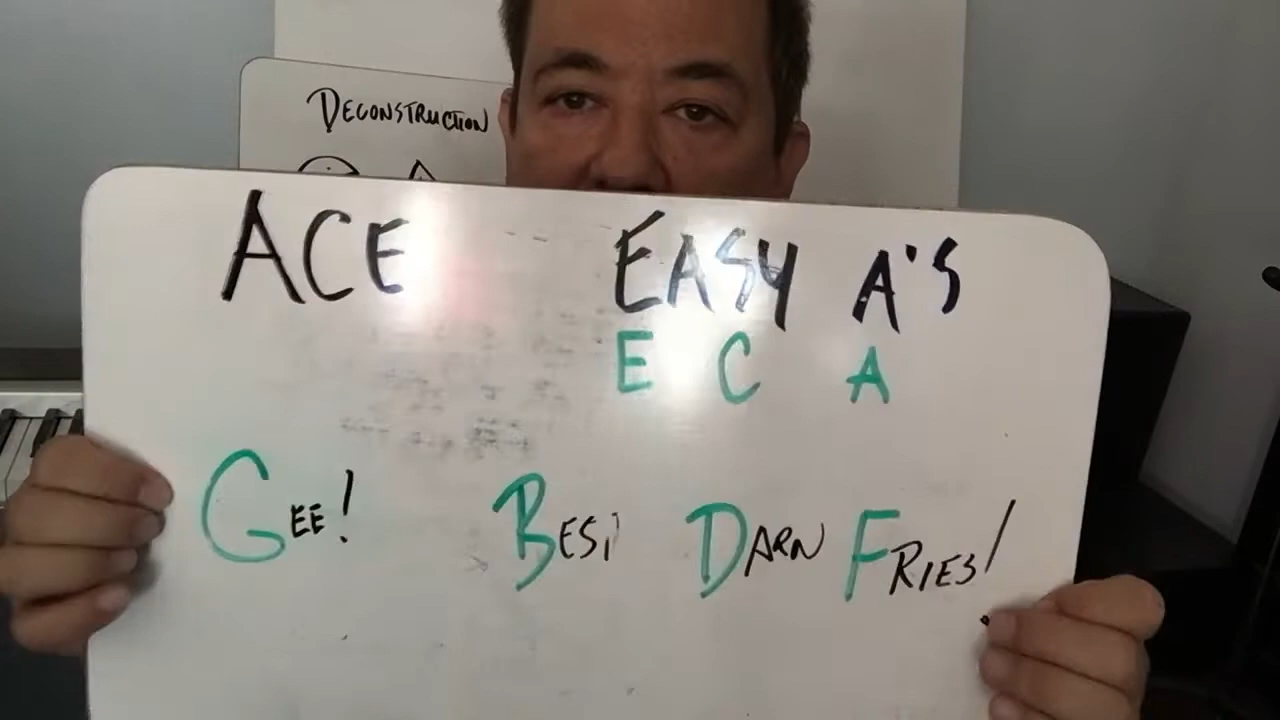 DECONSTRUCTION
ACE EASY A'S
E C A
GEE! BEST DARN FRIES!